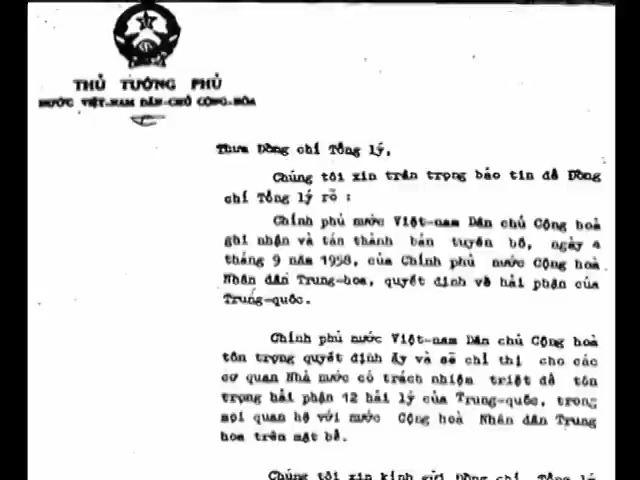 THỦ TƯỚNG PHỦ
NƯỚC VIỆT-NAM DÂN-CHỦ CỘNG-HÒA
Thưa Đồng chí Tổng lý,
Chúng tôi xin trân trọng báo tin để Đồng
chí Tổng lý rõ :
Chính phủ nước Việt-nam Dân chủ Cộng hoà
ghi nhận và tán thành bản tuyên bố, ngày 4
tháng 9 năm 1958, của Chính phủ nước Cộng hoà
Nhân dân Trung-hoa, quyết định về hải phận của
Trung-quốc.
Chính phủ nước Việt-nam Dân chủ Cộng hoà
tôn trọng quyết định ấy và sẽ chỉ thị cho các
cơ quan Nhà nước có trách nhiệm triệt để tôn
trọng hải phận 12 hải lý của Trung-quốc, trong
mọi quan hệ với nước Cộng hoà Nhân dân Trung
hoa trên mặt bể.
Chúng tôi xin kính gửi Đồng chí Tổng lý